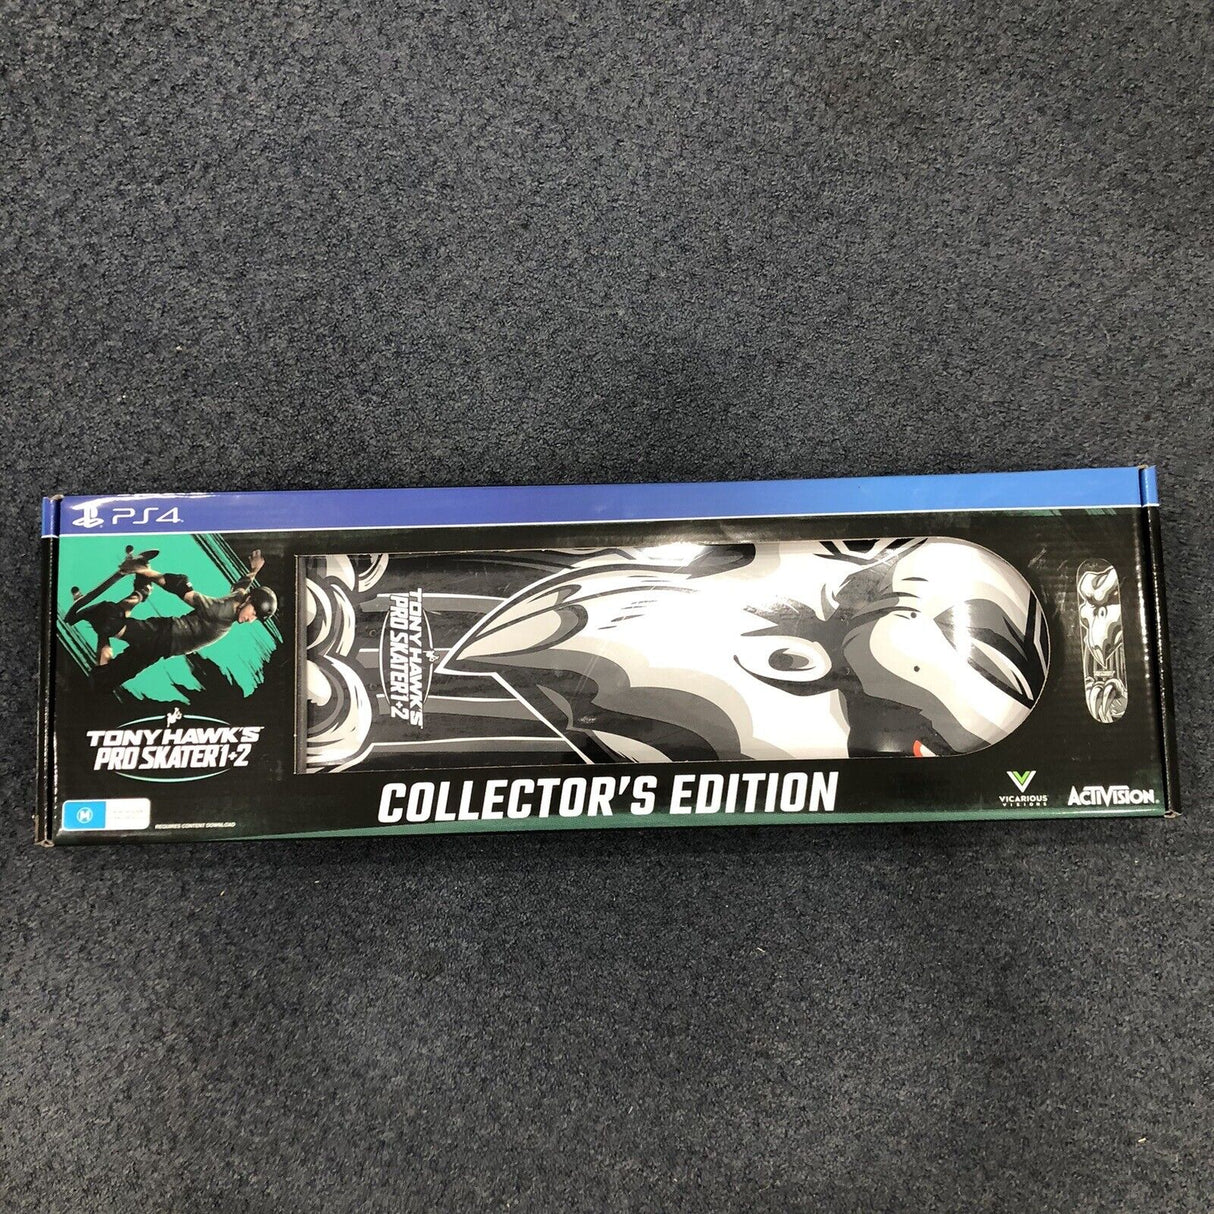 PS4
TONY HAWK'S
PRO SKATER 1+2
TONY HAWK'S
PRO SKATER 1+2
COLLECTOR'S EDITION
M
REQUIRES CONTENT DOWNLOAD
VICARIOUS
VISIONS
ACTIVISION